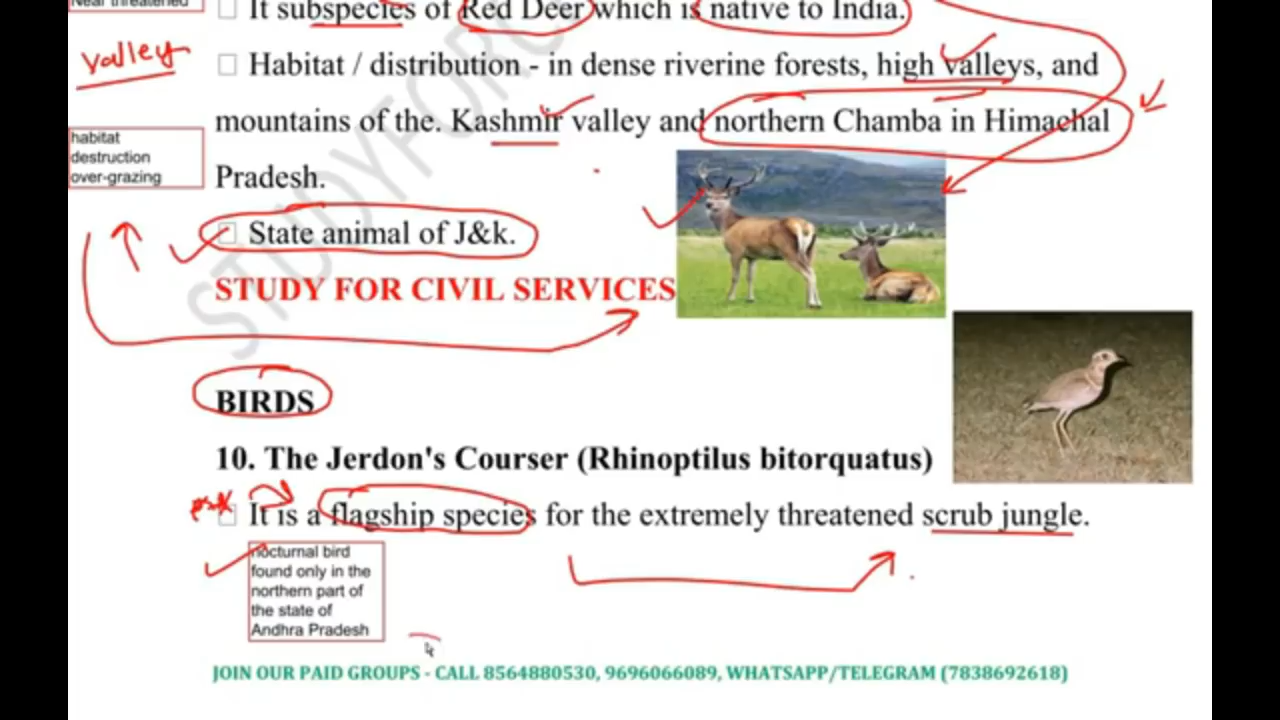 Near threatened
It subspecies of Red Deer which is native to India.
valley
Habitat / distribution - in dense riverine forests, high valleys, and
mountains of the. Kashmir valley and northern Chamba in Himachal
Pradesh.
habitat
destruction
over-grazing
State animal of J&k.
STUDY FOR CIVIL SERVICES
BIRDS
10. The Jerdon's Courser (Rhinoptilus bitorquatus)
It is a flagship species for the extremely threatened scrub jungle.
nocturnal bird
found only in the
northern part of
the state of
Andhra Pradesh
JOIN OUR PAID GROUPS - CALL 8564880530, 9696066089, WHATSAPP/TELEGRAM (7838692618)
STUDYFORC